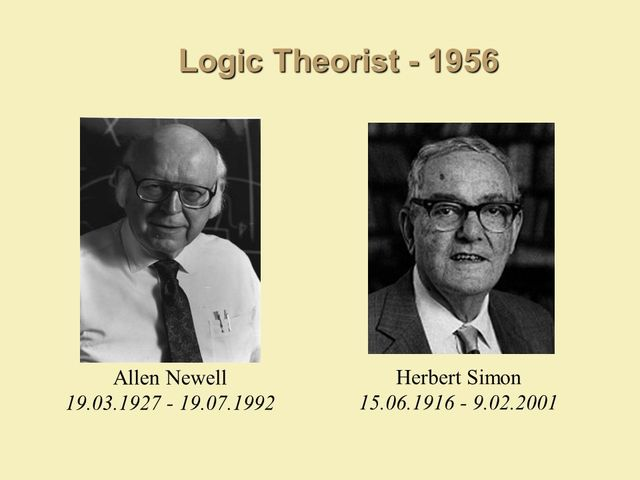 Logic Theorist - 1956
Allen Newell
19.03.1927 - 19.07.1992
Herbert Simon
15.06.1916 - 9.02.2001